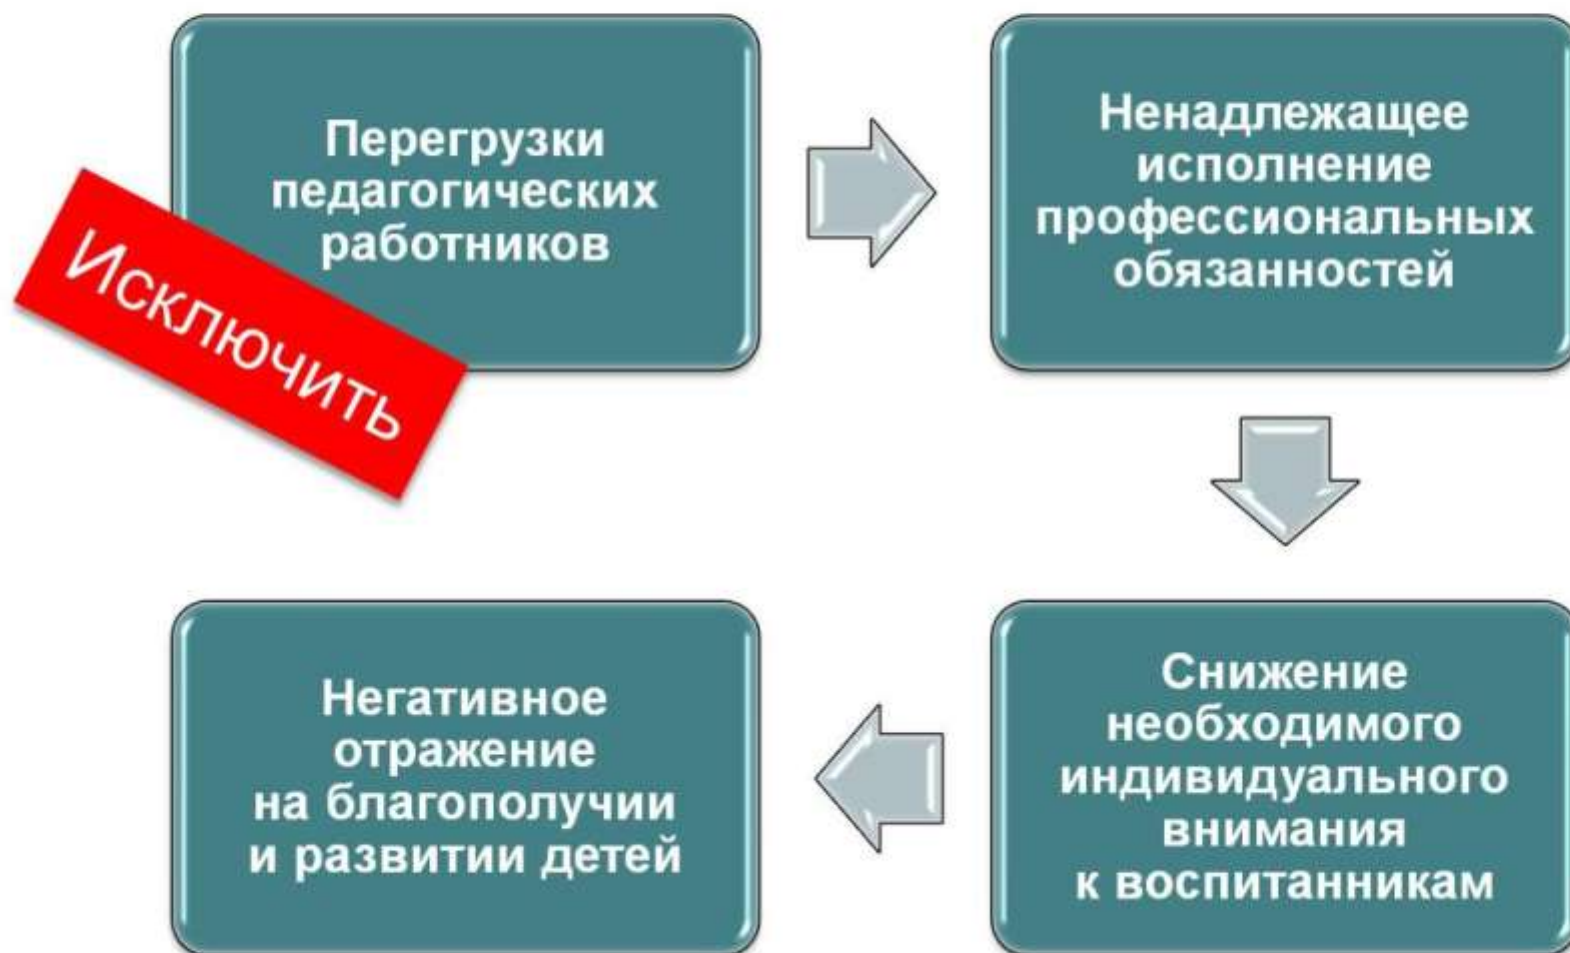 Перегрузки
педагогических
работников
Исключить
Ненадлежащее
исполнение
профессиональных
обязанностей
Снижение
необходимого
индивидуального
внимания
к воспитанникам
Негативное
отражение
на благополучии
и развитии детей